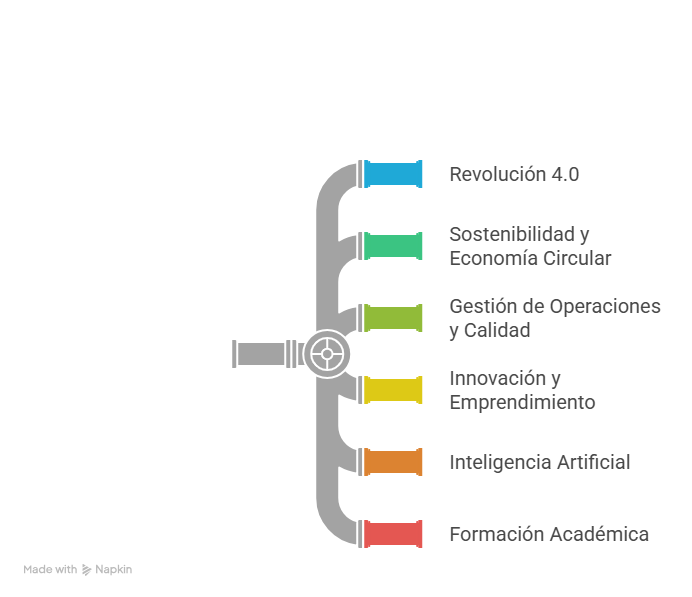 Revolución 4.0
Sostenibilidad y
Economía Circular
Gestión de Operaciones
y Calidad
Innovación y
Emprendimiento
Inteligencia Artificial
Formación Académica
Made with Napkin